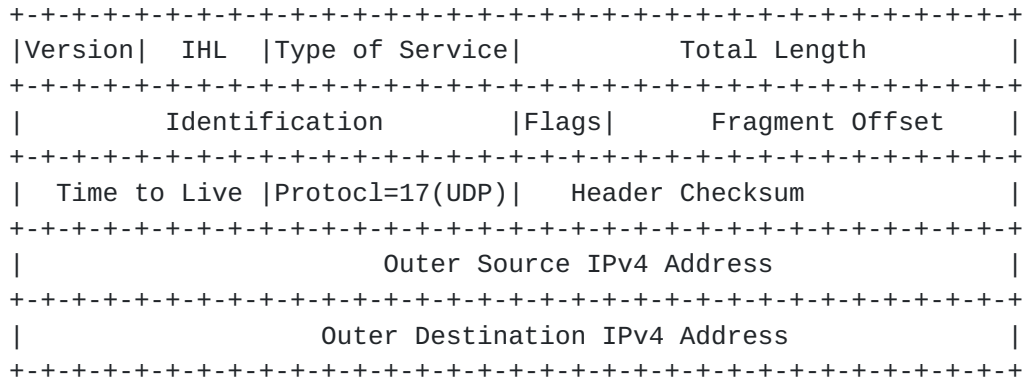 +-+-+-+-+-+-+-+-+-+-+-+-+-+-+-+-+-+-+-+-+-+-+-+-+-+-+-+-+-+-+-+-+
|Version|  IHL  |Type of Service|          Total Length         |
+-+-+-+-+-+-+-+-+-+-+-+-+-+-+-+-+-+-+-+-+-+-+-+-+-+-+-+-+-+-+-+-+
|         Identification        |Flags|      Fragment Offset    |
+-+-+-+-+-+-+-+-+-+-+-+-+-+-+-+-+-+-+-+-+-+-+-+-+-+-+-+-+-+-+-+-+
|  Time to Live |Protocl=17(UDP)|   Header Checksum             |
+-+-+-+-+-+-+-+-+-+-+-+-+-+-+-+-+-+-+-+-+-+-+-+-+-+-+-+-+-+-+-+-+
|                       Outer Source IPv4 Address               |
+-+-+-+-+-+-+-+-+-+-+-+-+-+-+-+-+-+-+-+-+-+-+-+-+-+-+-+-+-+-+-+-+
|                   Outer Destination IPv4 Address              |
+-+-+-+-+-+-+-+-+-+-+-+-+-+-+-+-+-+-+-+-+-+-+-+-+-+-+-+-+-+-+-+-+